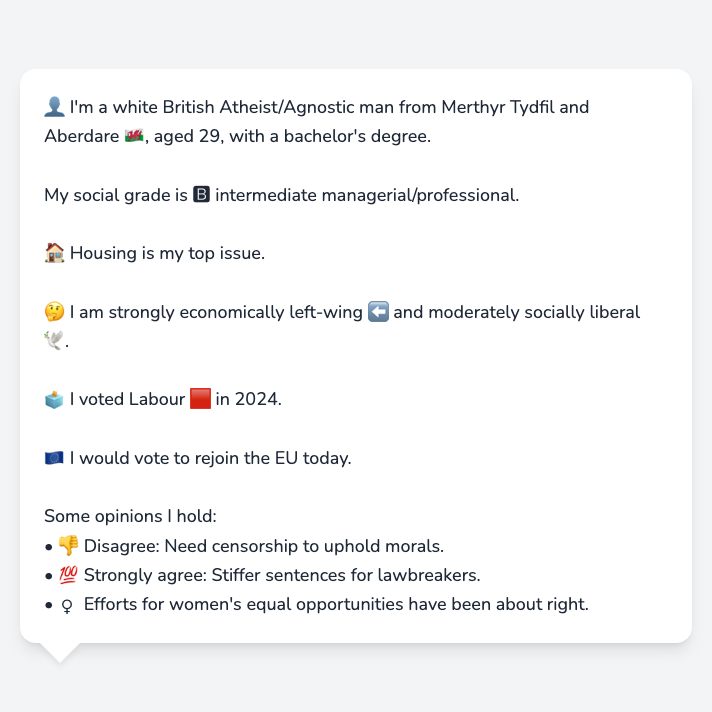 👤 I'm a white British Atheist/Agnostic man from Merthyr Tydfil and
Aberdare 🏴󠁧󠁢󠁷󠁬󠁳󠁿, aged 29, with a bachelor's degree.
My social grade is 🅱 intermediate managerial/professional.
🏠 Housing is my top issue.
🤔 I am strongly economically left-wing ⬅️ and moderately socially liberal
🕊️.
🗳️ I voted Labour 🟥 in 2024.
🇪🇺 I would vote to rejoin the EU today.
Some opinions I hold:
• 👎 Disagree: Need censorship to uphold morals.
• 💯 Strongly agree: Stiffer sentences for lawbreakers.
• ♀ Efforts for women's equal opportunities have been about right.